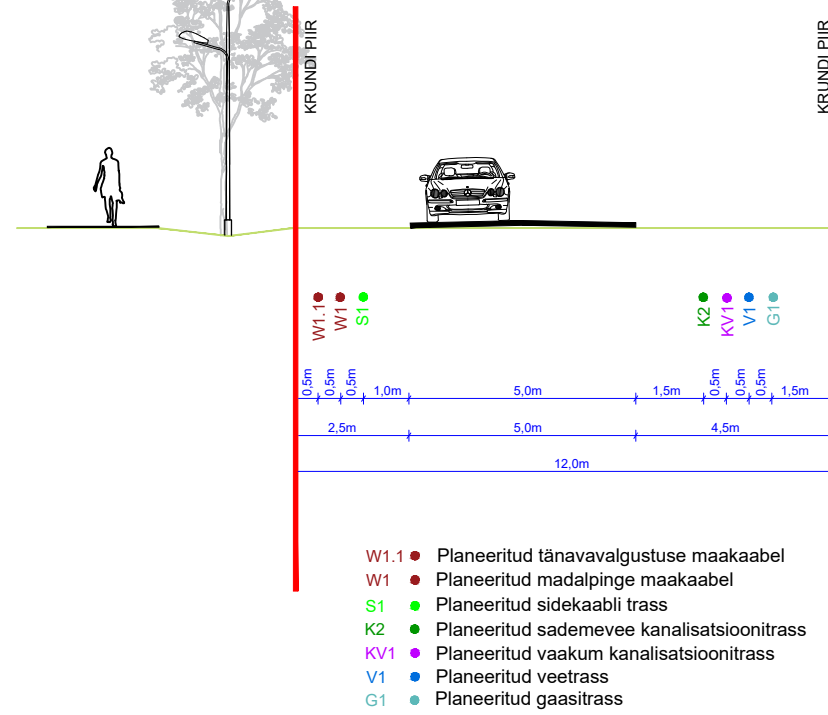 KRUNDI PIIR
KRUNDI PIIR
W1.1
W1
S1
K2
KV1
V1
G1
0,5m
0,5m
0,5m
1,0m
5,0m
1,5m
0,5m
0,5m
0,5m
1,5m
2,5m
5,0m
4,5m
12,0m
W1.1 Planeeritud tänavavalgustuse maakaabel
W1 Planeeritud madalpinge maakaabel
S1 Planeeritud sidekaabli trass
K2 Planeeritud sademevee kanalisatsioonitrass
KV1 Planeeritud vaakum kanalisatsioonitrass
V1 Planeeritud veetrass
G1 Planeeritud gaasitrass